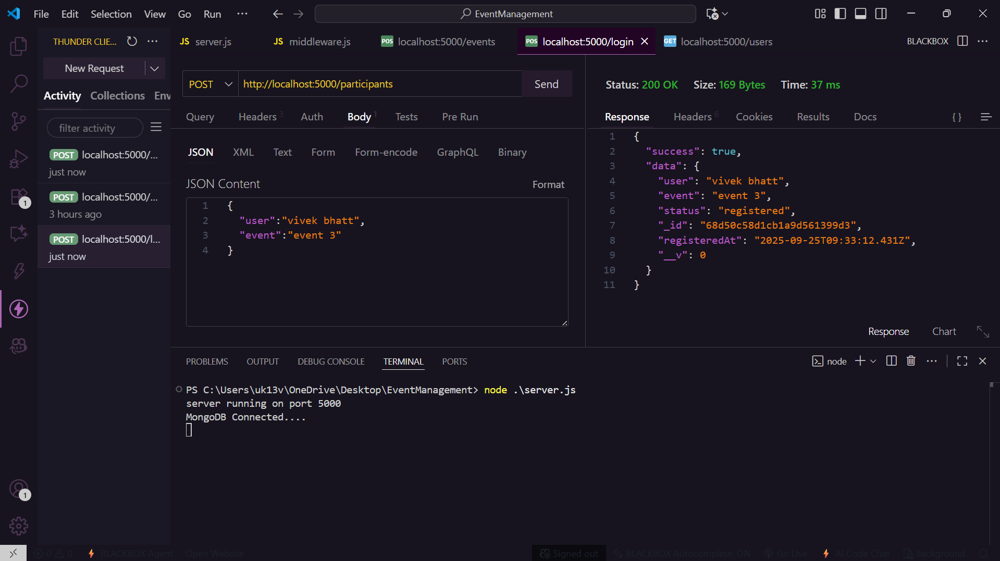 File Edit Selection View Go Run ... EventManagement
THUNDER CLIE... ...
server.js middleware.js POS localhost:5000/events POS localhost:5000/login GET localhost:5000/users BLACKBOX ...
New Request
Activity Collections Env
filter activity
POST localhost:5000/...
just now
POST localhost:5000/...
3 hours ago
POST localhost:5000/l...
just now
1
1
POST http://localhost:5000/participants Send
Query Headers 3 Auth Body 1 Tests Pre Run
JSON XML Text Form Form-encode GraphQL Binary
JSON Content Format
1 {
2 "user":"vivek bhatt",
3 "event":"event 3"
4 }
Status: 200 OK Size: 169 Bytes Time: 37 ms
Response Headers 6 Cookies Results Docs { }
1 {
2 "success": true,
3 "data": {
4 "user": "vivek bhatt",
5 "event": "event 3",
6 "status": "registered",
7 "_id": "68d50c58d1cb1a9d561399d3",
8 "registeredAt": "2025-09-25T09:33:12.431Z",
9 "__v": 0
10 }
11 }
Response Chart
PROBLEMS OUTPUT DEBUG CONSOLE TERMINAL PORTS node ...
PS C:\Users\uk13v\OneDrive\Desktop\EventManagement> node .\server.js
server running on port 5000
MongoDB Connected....
0 0 BLACKBOX Agent Open Website Signed out BLACKBOX Autocomplete: ON Go Live AI Code Chat Background